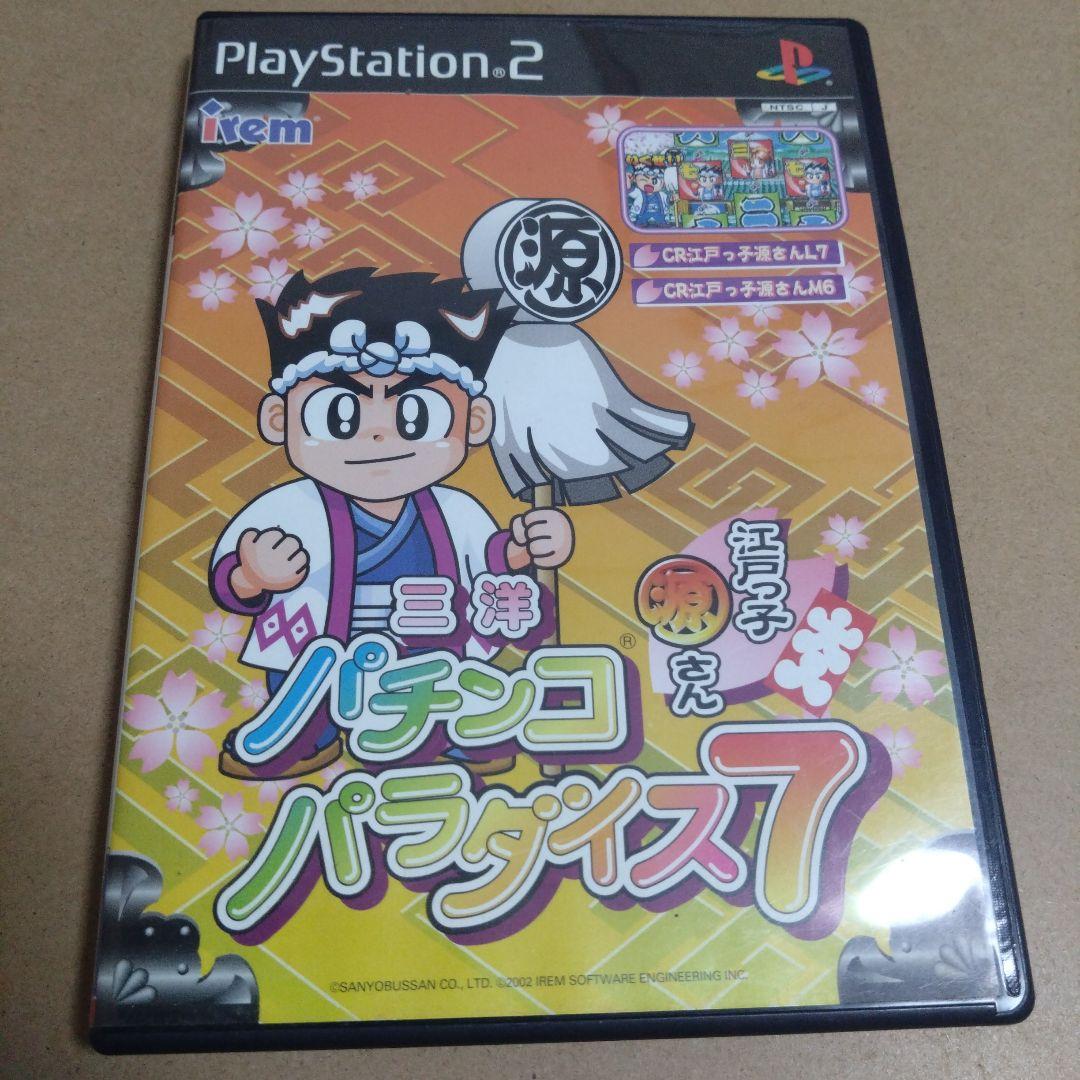 PlayStation®2
NTSC J
irem
CR江戸っ子源さんL7
CR江戸っ子源さんM6
源
江戸っ子
源さん
三洋
パチンコ®
パラダイス7
©SANYOBUSSAN CO., LTD. ©2002 IREM SOFTWARE ENGINEERING INC.